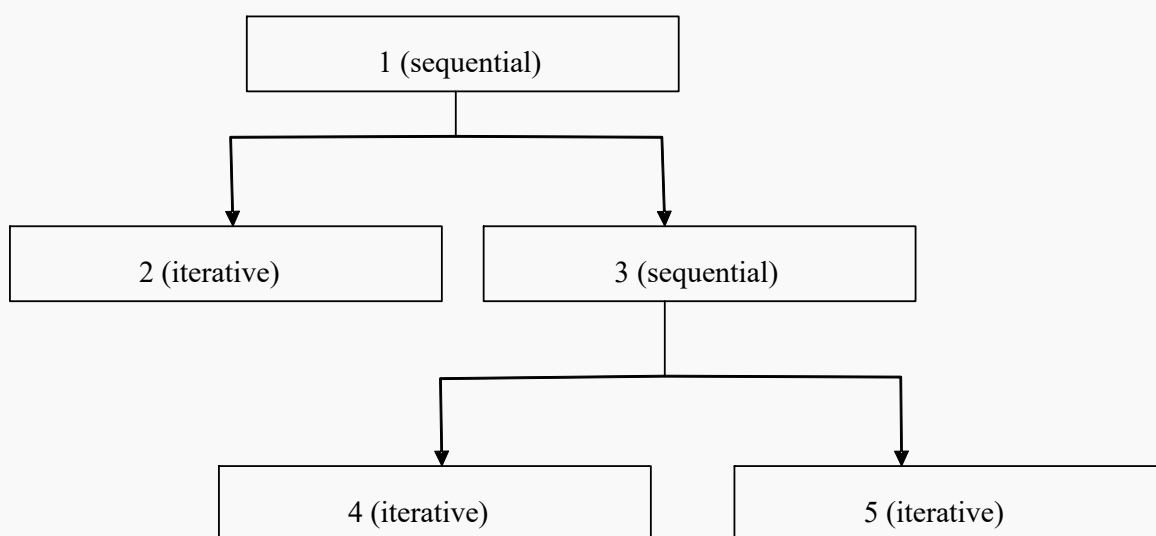 1 (sequential)
2 (iterative)
3 (sequential)
4 (iterative)
5 (iterative)